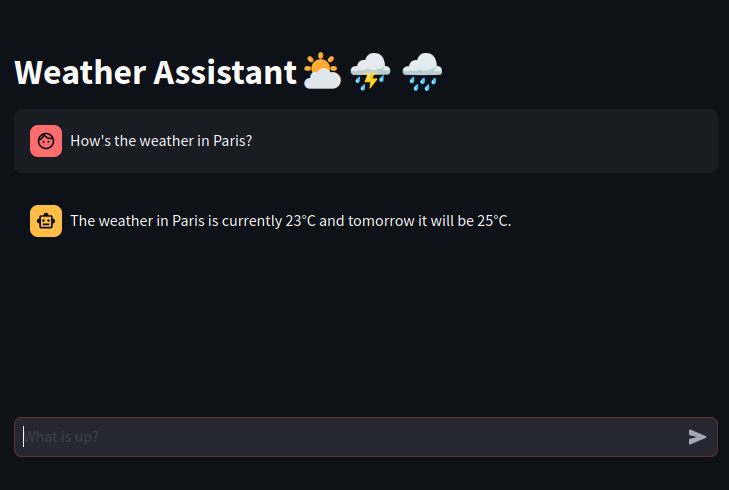 Weather Assistant
How's the weather in Paris?
The weather in Paris is currently 23°C and tomorrow it will be 25°C.
What is up?